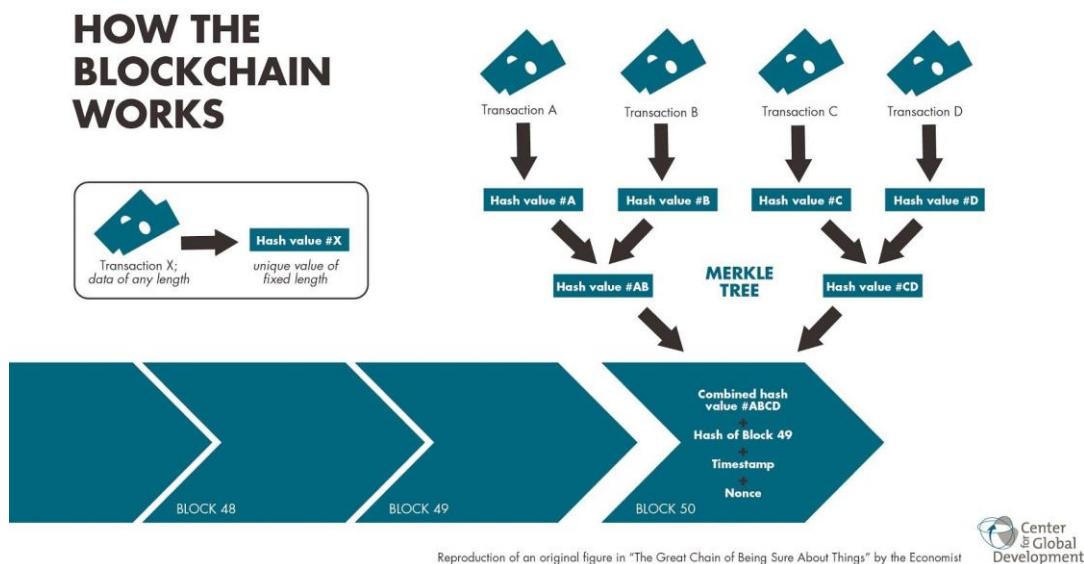 HOW THE
BLOCKCHAIN
WORKS
Transaction A
Transaction B
Transaction C
Transaction D
Hash value #A
Hash value #B
Hash value #C
Hash value #D
Transaction X;
data of any length
Hash value #X
unique value of
fixed length
Hash value #AB
MERKLE
TREE
Hash value #CD
Combined hash
value #ABCD
+
Hash of Block 49
+
Timestamp
+
Nonce
BLOCK 48
BLOCK 49
BLOCK 50
Reproduction of an original figure in "The Great Chain of Being Sure About Things" by the Economist
Center
for Global
Development